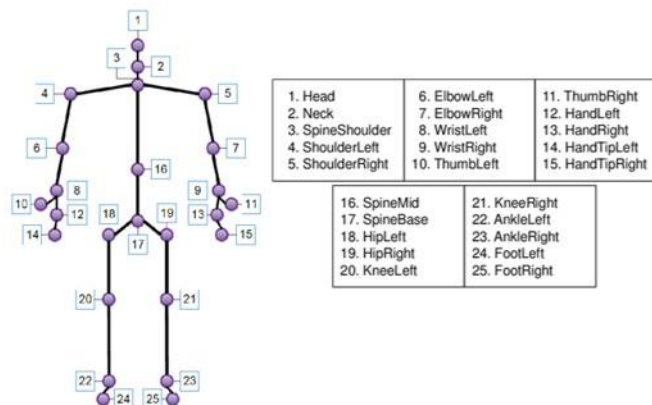 1
3
2
4
5
6
7
16
8
9
10
11
12
13
18
19
14
15
17
20
21
22
23
24
25
1. Head
2. Neck
3. SpineShoulder
4. ShoulderLeft
5. ShoulderRight
6. ElbowLeft
7. ElbowRight
8. WristLeft
9. WristRight
10. ThumbLeft
11. ThumbRight
12. HandLeft
13. HandRight
14. HandTipLeft
15. HandTipRight
16. SpineMid
17. SpineBase
18. HipLeft
19. HipRight
20. KneeLeft
21. KneeRight
22. AnkleLeft
23. AnkleRight
24. FootLeft
25. FootRight